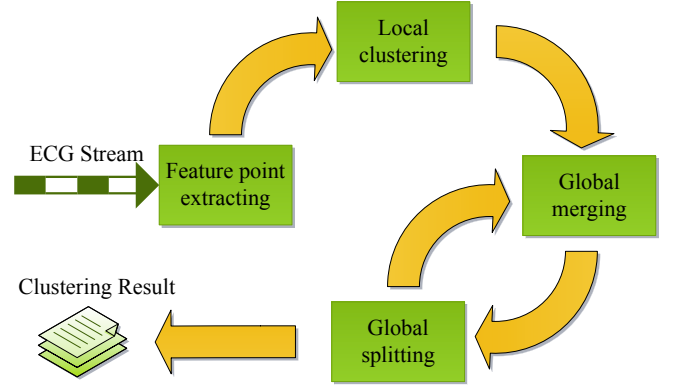 Local
clustering
ECG Stream
Feature point
extracting
Global
merging
Clustering Result
Global
splitting